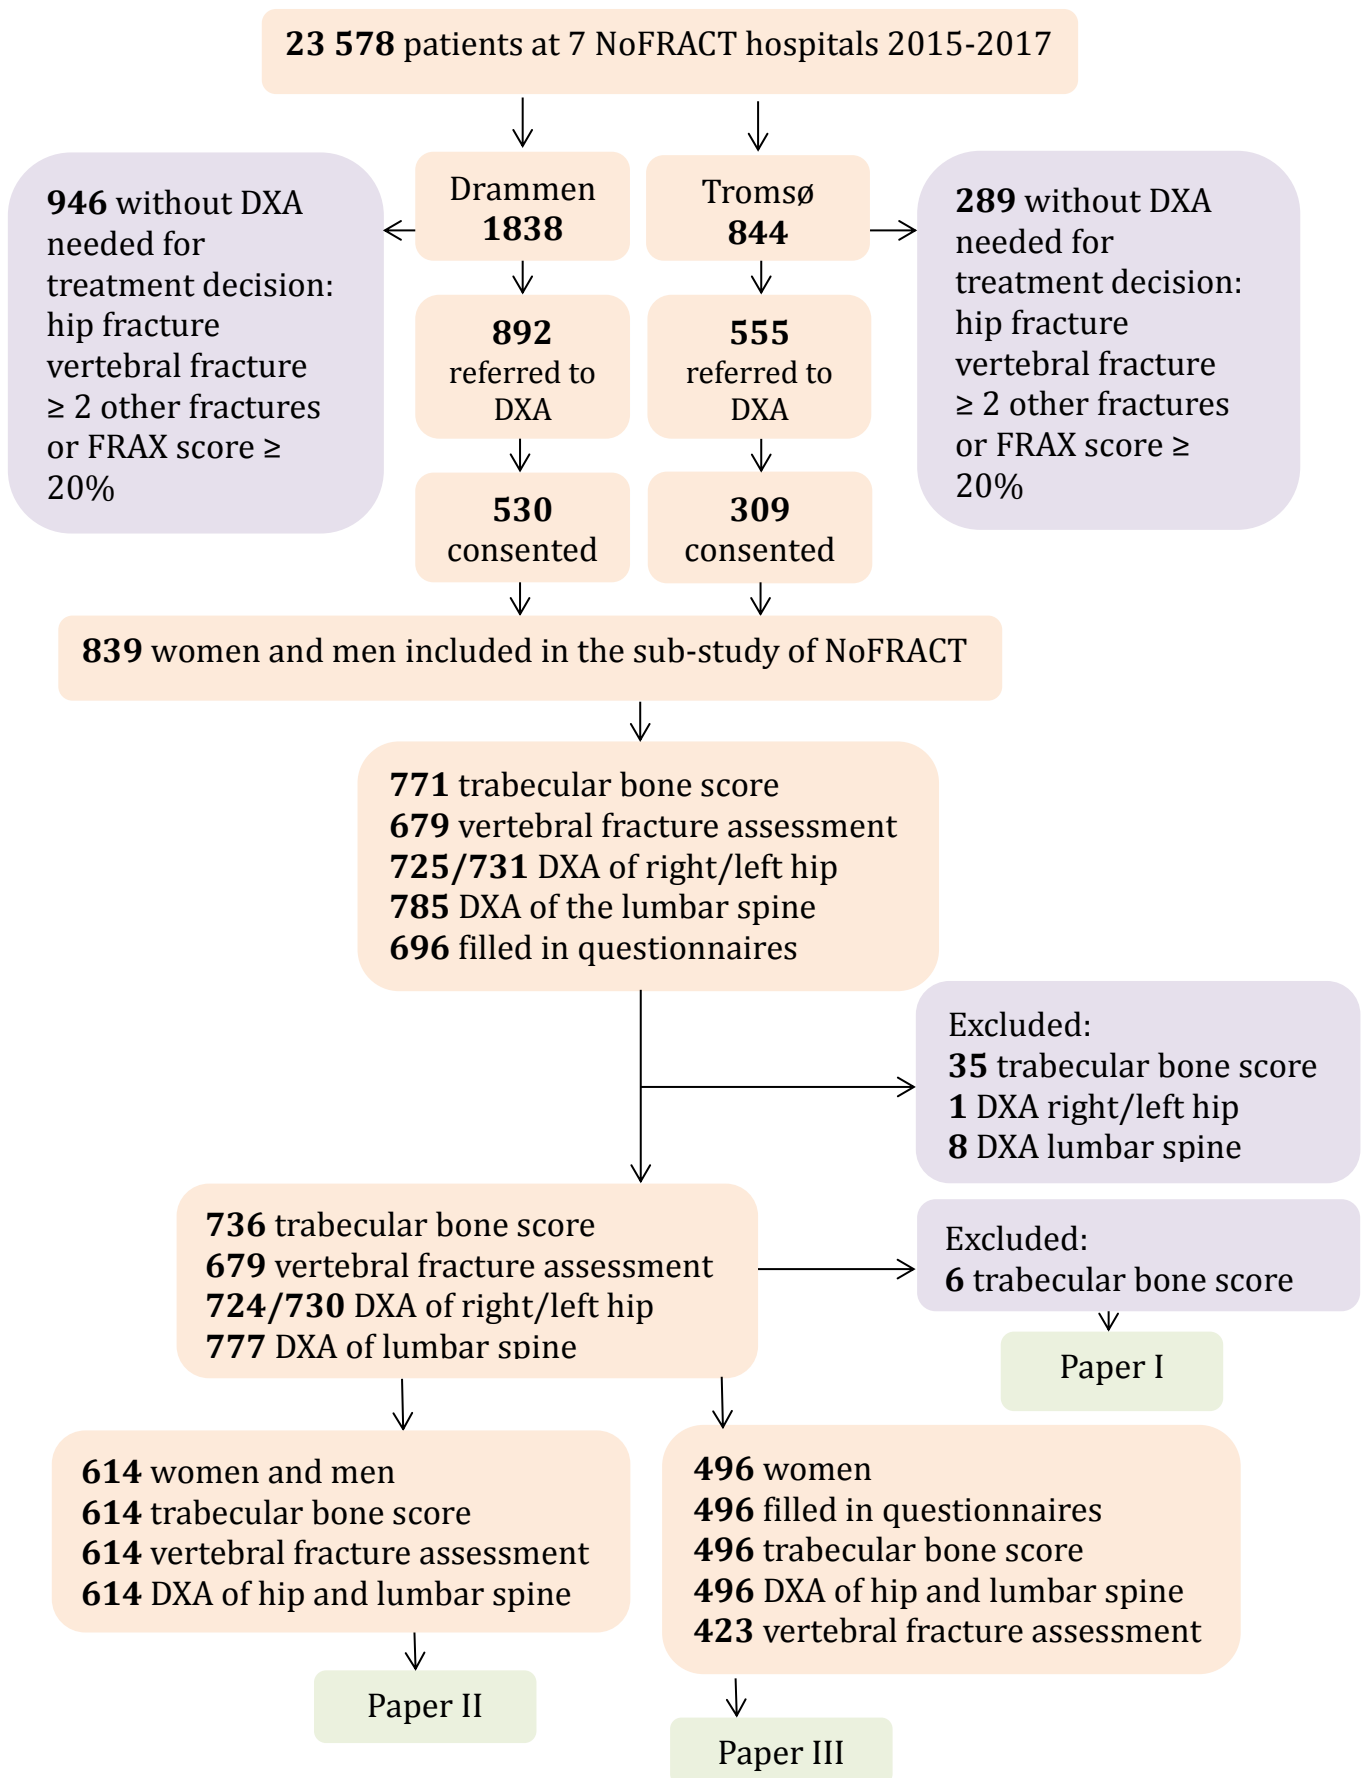 23 578 patients at 7 NoFRACT hospitals 2015-2017
946 without DXA
needed for
treatment decision:
hip fracture
vertebral fracture
≥ 2 other fractures
or FRAX score ≥
20%
Drammen
1838
Tromsø
844
289 without DXA
needed for
treatment decision:
hip fracture
vertebral fracture
≥ 2 other fractures
or FRAX score ≥
20%
892
referred to
DXA
555
referred to
DXA
530
consented
309
consented
839 women and men included in the sub-study of NoFRACT
771 trabecular bone score
679 vertebral fracture assessment
725/731 DXA of right/left hip
785 DXA of the lumbar spine
696 filled in questionnaires
Excluded:
35 trabecular bone score
1 DXA right/left hip
8 DXA lumbar spine
736 trabecular bone score
679 vertebral fracture assessment
724/730 DXA of right/left hip
777 DXA of lumbar spine
Excluded:
6 trabecular bone score
Paper I
614 women and men
614 trabecular bone score
614 vertebral fracture assessment
614 DXA of hip and lumbar spine
496 women
496 filled in questionnaires
496 trabecular bone score
496 DXA of hip and lumbar spine
423 vertebral fracture assessment
Paper II
Paper III